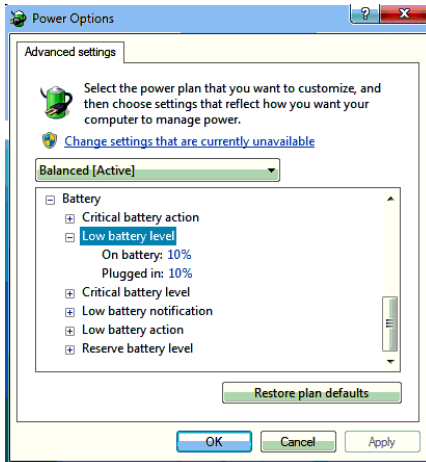 Power Options
Advanced settings
Select the power plan that you want to customize, and
then choose settings that reflect how you want your
computer to manage power.
Change settings that are currently unavailable
Balanced [Active]
Battery
Critical battery action
Low battery level
On battery: 10%
Plugged in: 10%
Critical battery level
Low battery notification
Low battery action
Reserve battery level
Restore plan defaults
OK Cancel Apply